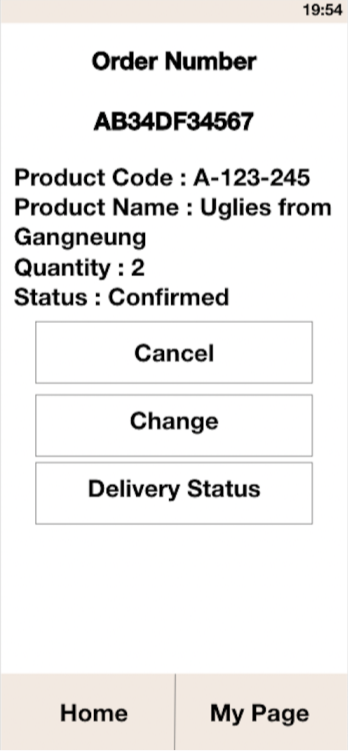 19:54
Order Number
AB34DF34567
Product Code : A-123-245
Product Name : Uglies from
Gangneung
Quantity : 2
Status : Confirmed
Cancel
Change
Delivery Status
Home
My Page